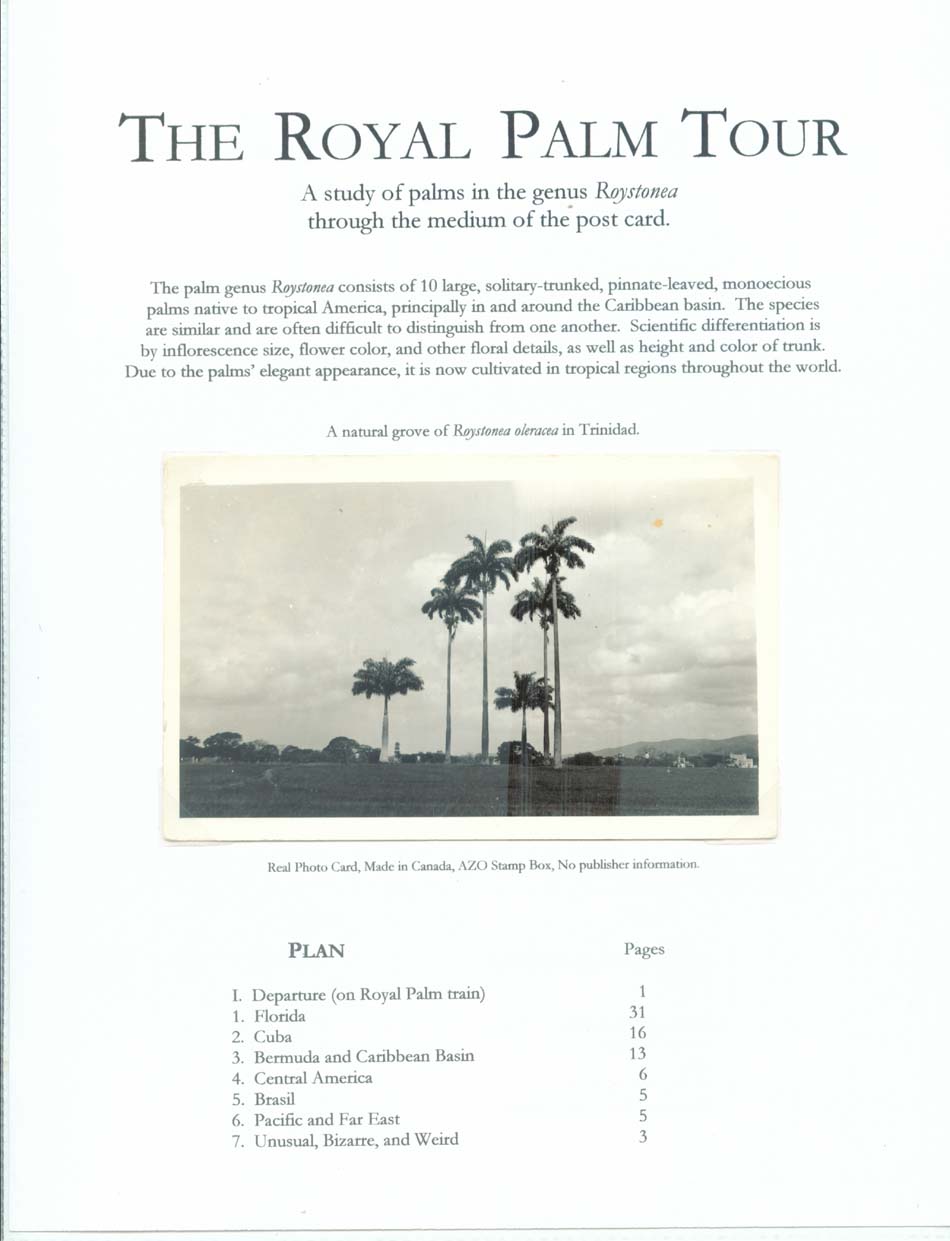 THE ROYAL PALM TOUR
A study of palms in the genus Roystonea
through the medium of the post card.
The palm genus Roystonea consists of 10 large, solitary-trunked, pinnate-leaved, monoecious
palms native to tropical America, principally in and around the Caribbean basin. The species
are similar and are often difficult to distinguish from one another. Scientific differentiation is
by inflorescence size, flower color, and other floral details, as well as height and color of trunk.
Due to the palms' elegant appearance, it is now cultivated in tropical regions throughout the world.
A natural grove of Roystonea oleracea in Trinidad.
Real Photo Card, Made in Canada, AZO Stamp Box, No publisher information.
PLAN Pages
I. Departure (on Royal Palm train) 1
1. Florida 31
2. Cuba 16
3. Bermuda and Caribbean Basin 13
4. Central America 6
5. Brasil 5
6. Pacific and Far East 5
7. Unusual, Bizarre, and Weird 3